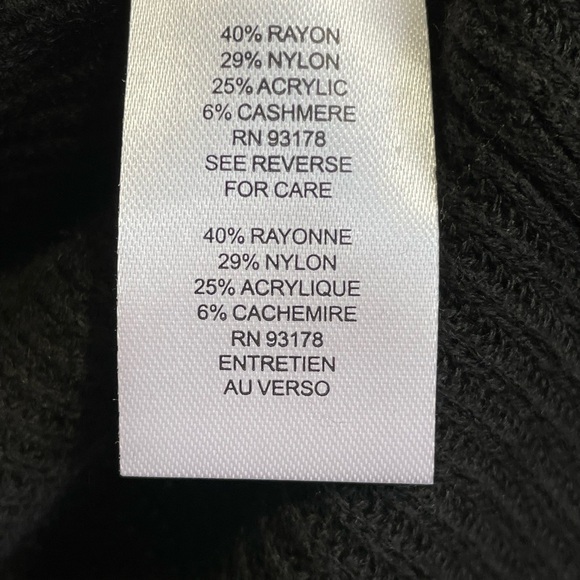 40% RAYON
29% NYLON
25% ACRYLIC
6% CASHMERE
RN 93178
SEE REVERSE
FOR CARE
40% RAYONNE
29% NYLON
25% ACRYLIQUE
6% CACHEMIRE
RN 93178
ENTRETIEN
AU VERSO